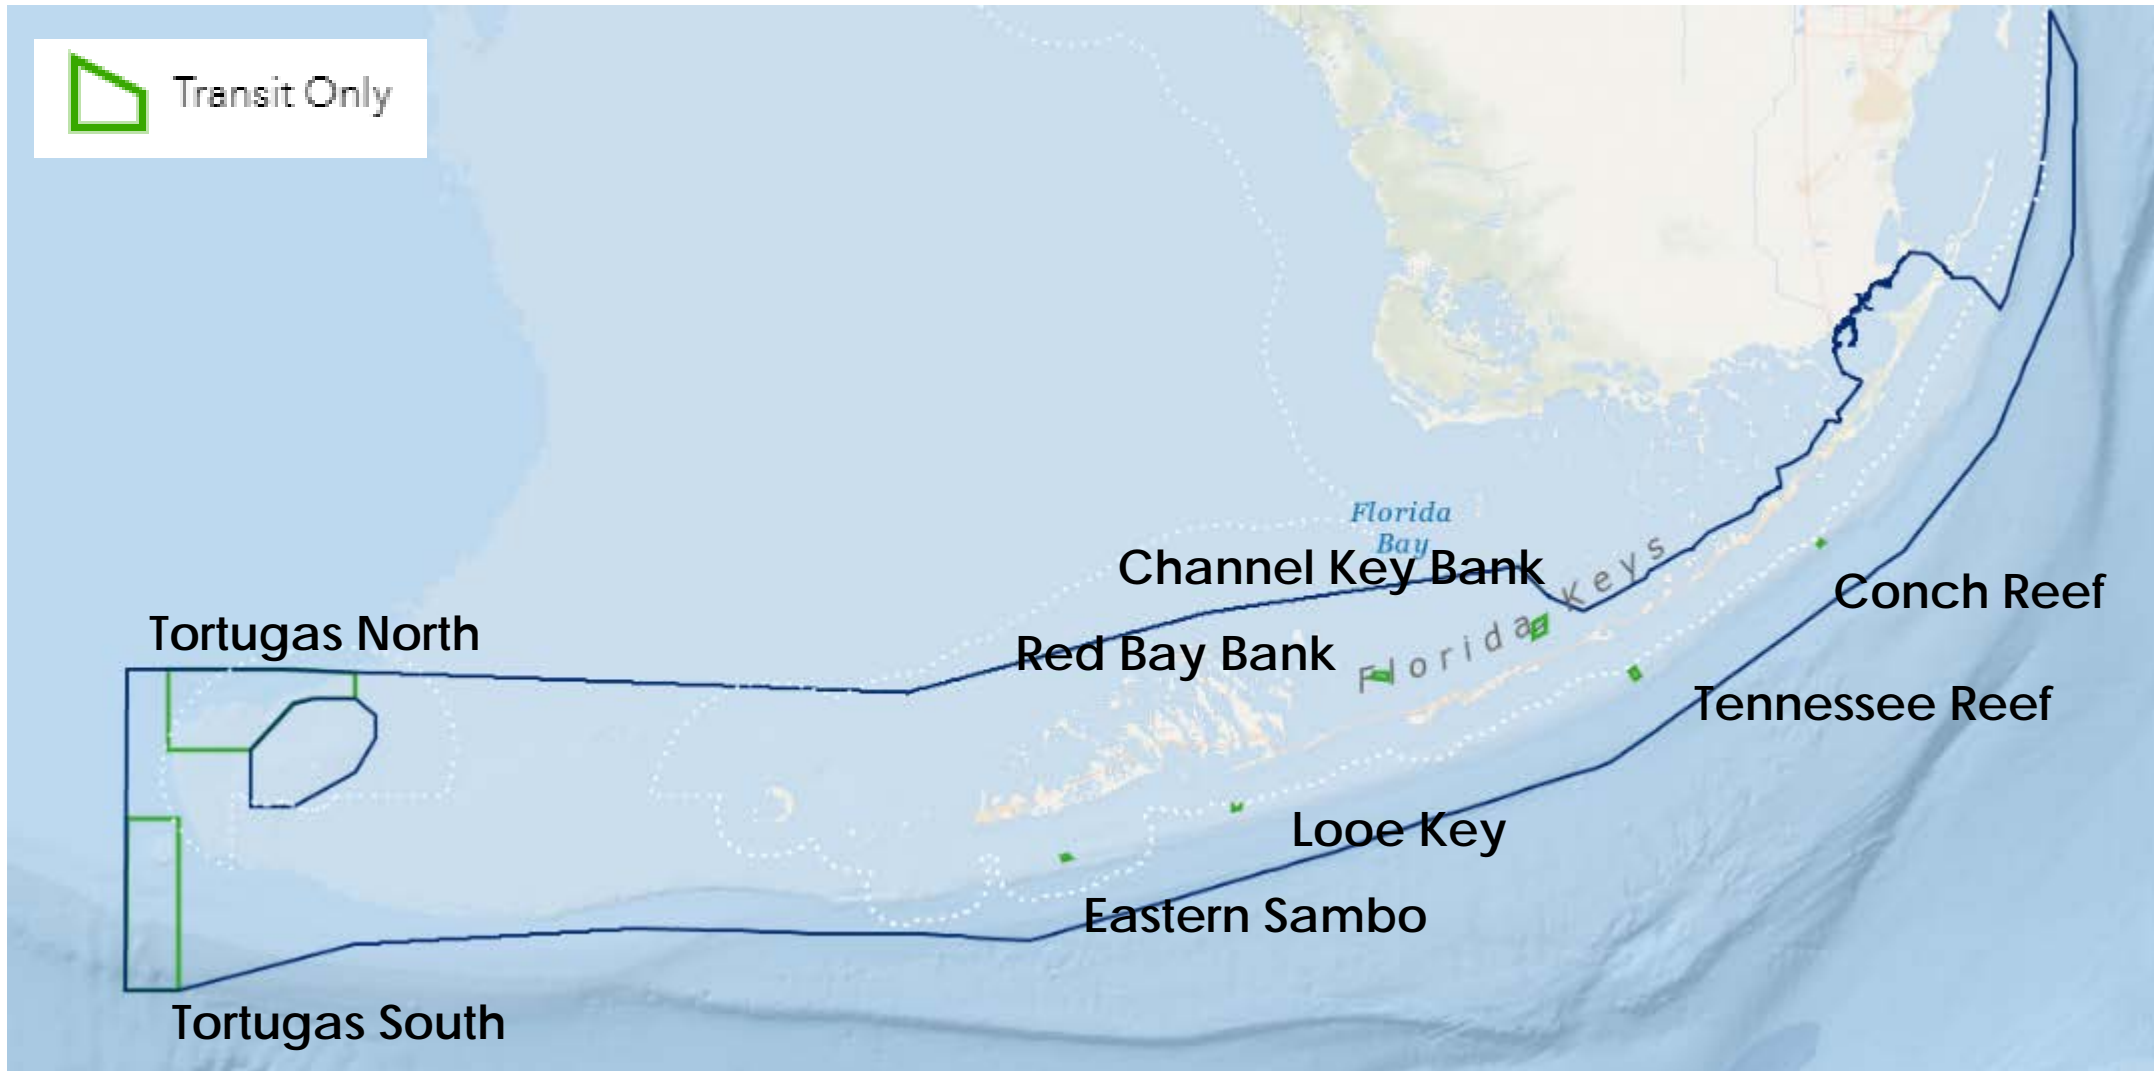 Transit Only
Florida
Bay
Channel Key Bank
Florida Keys
Conch Reef
Tortugas North
Red Bay Bank
Tennessee Reef
Looe Key
Eastern Sambo
Tortugas South